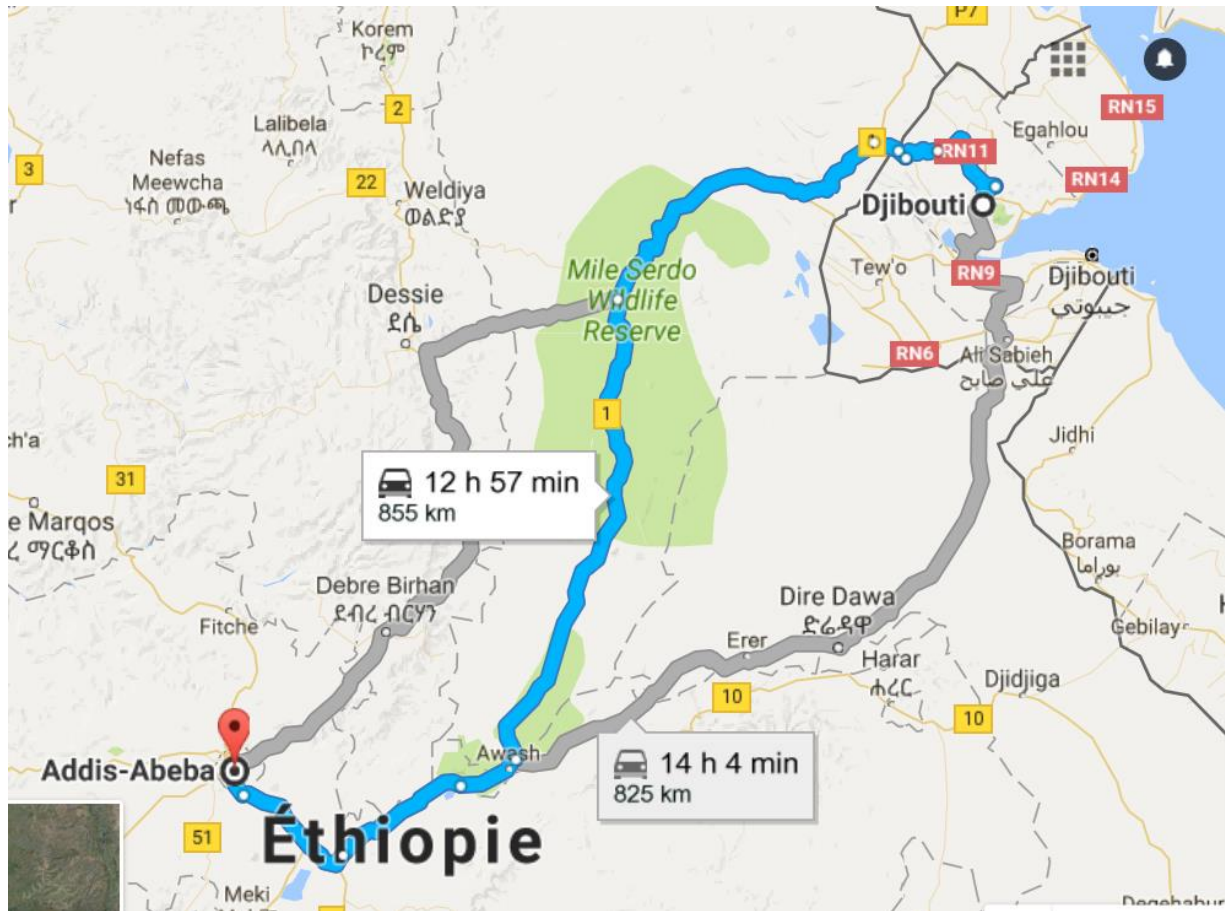 P7
Korem
ኮረም
2
RN15
Lalibela
ላሊበላ
Egahlou
3
Nefas
Meewcha
ነፋስ መውጫ
RN11
22
Weldiya
ወልድያ
RN14
Djibouti
Mile Serdo
Wildlife
Reserve
Tew'o
RN9
Djibouti
جيبوتي
Dessie
ደሴ
RN6
Ali Sabieh
علي صابح
1
ch'a
Jidhi
31
12 h 57 min
855 km
e Marqos
ረ ማርቆስ
Borama
بوراما
Debre Birhan
ደብረ ብርሃን
Dire Dawa
ድሬዳዋ
Fitche
Erer
Gebilay
Harar
ሐረር
Djidjiga
10
10
Awash
Addis-Abeba
14 h 4 min
825 km
51
Éthiopie
Meki